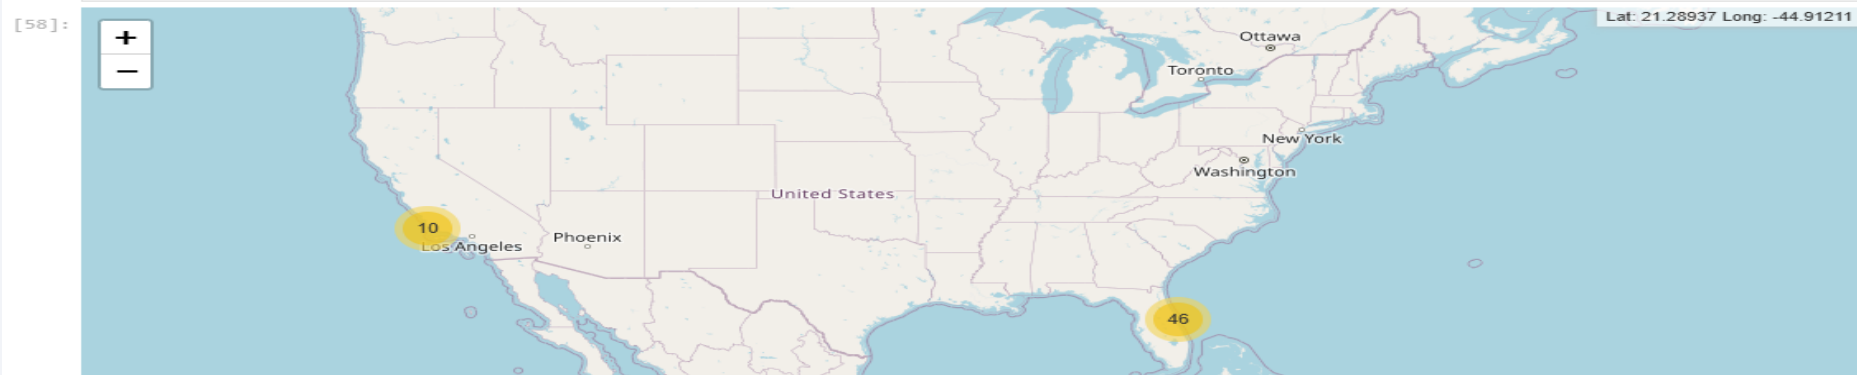 [58]:
+
−
Lat: 21.28937 Long: -44.91211
Ottawa
Toronto
New York
Washington
United States
10
Los Angeles
Phoenix
46